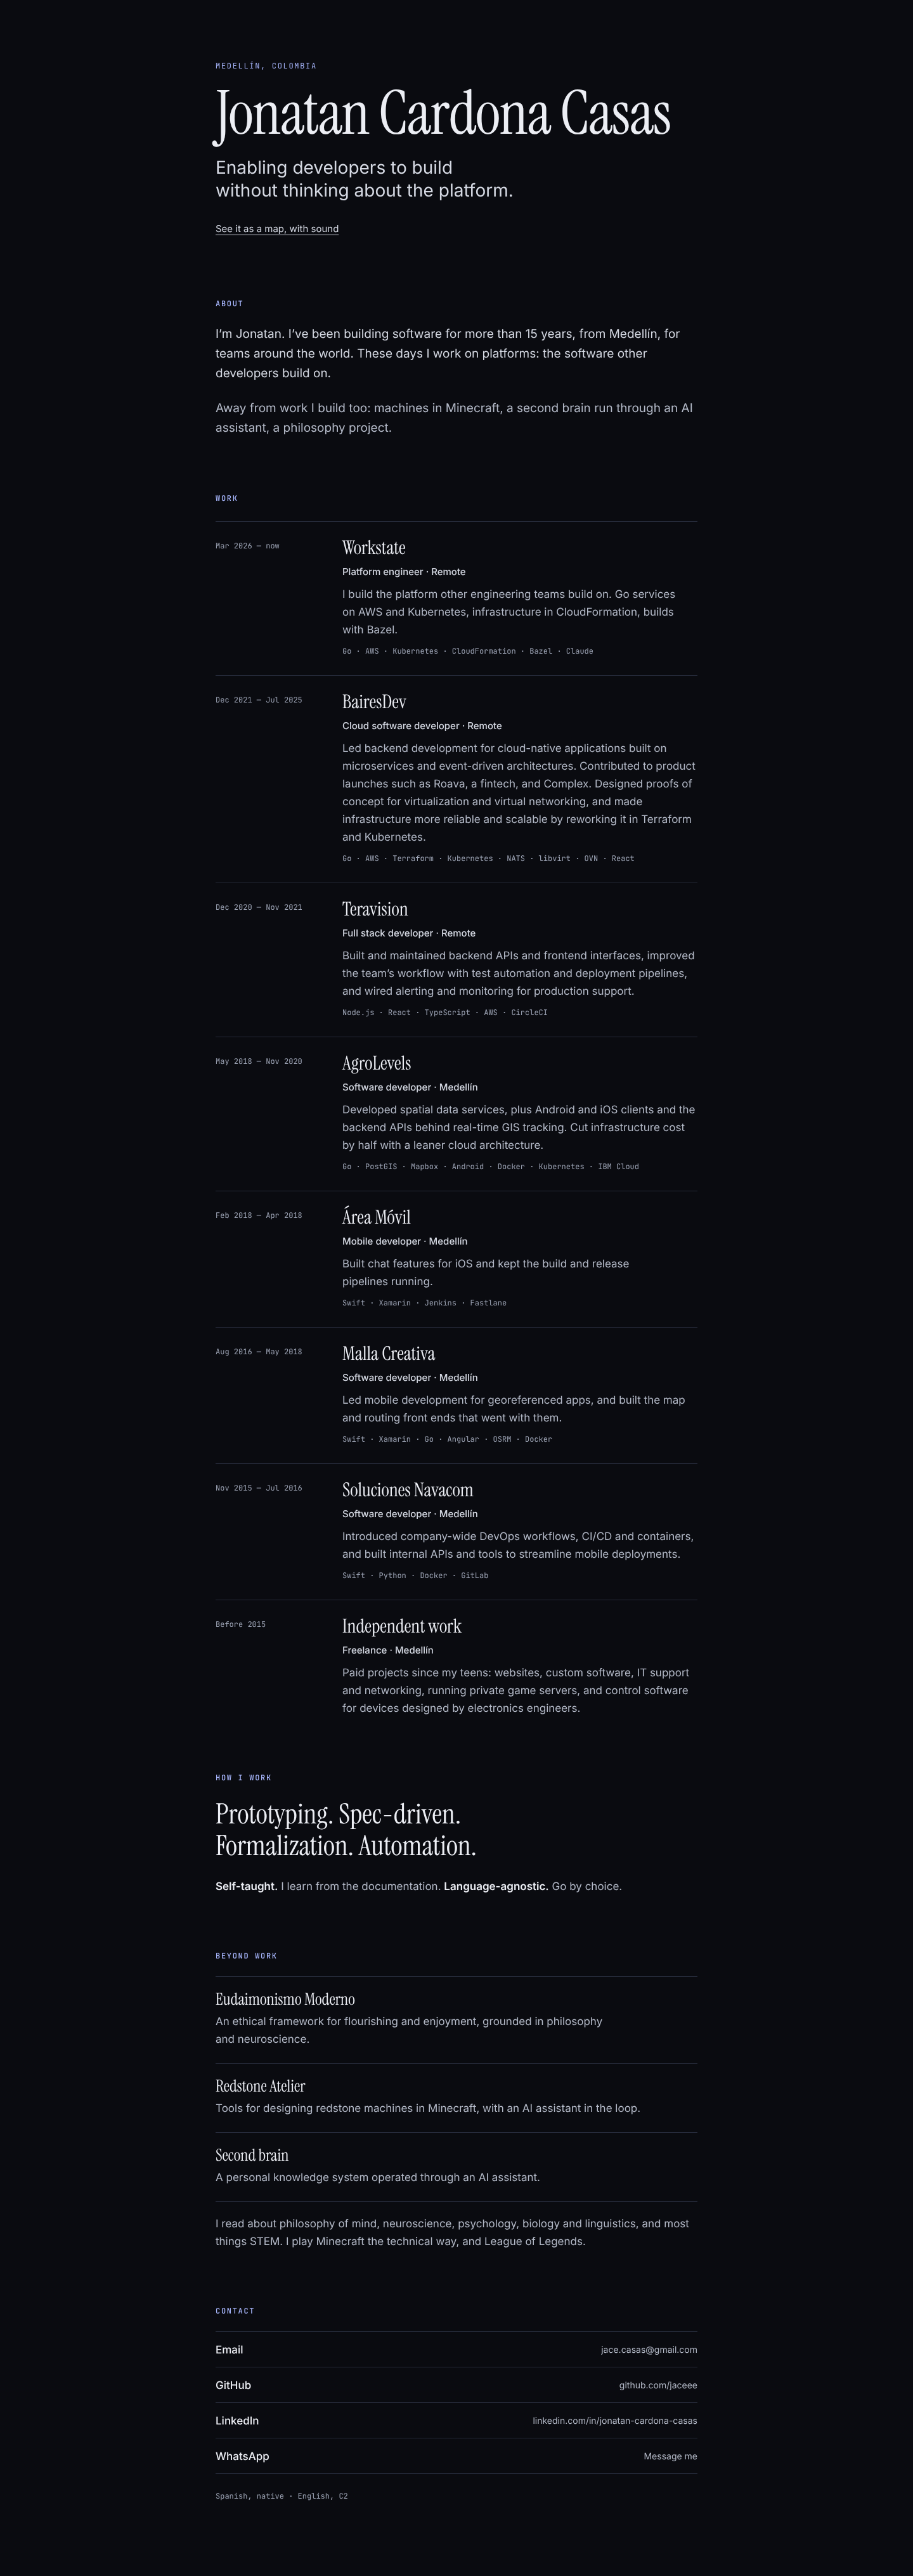 MEDELLÍN, COLOMBIA
Jonatan Cardona Casas
Enabling developers to build
without thinking about the platform.
See it as a map, with sound
ABOUT
I’m Jonatan. I’ve been building software for more than 15 years, from Medellín, for
teams around the world. These days I work on platforms: the software other
developers build on.
Away from work I build too: machines in Minecraft, a second brain run through an AI
assistant, a philosophy project.
WORK
Mar 2026 — now
Workstate
Platform engineer · Remote
I build the platform other engineering teams build on. Go services
on AWS and Kubernetes, infrastructure in CloudFormation, builds
with Bazel.
Go · AWS · Kubernetes · CloudFormation · Bazel · Claude
Dec 2021 — Jul 2025
BairesDev
Cloud software developer · Remote
Led backend development for cloud-native applications built on
microservices and event-driven architectures. Contributed to product
launches such as Roava, a fintech, and Complex. Designed proofs of
concept for virtualization and virtual networking, and made
infrastructure more reliable and scalable by reworking it in Terraform
and Kubernetes.
Go · AWS · Terraform · Kubernetes · NATS · libvirt · OVN · React
Dec 2020 — Nov 2021
Teravision
Full stack developer · Remote
Built and maintained backend APIs and frontend interfaces, improved
the team’s workflow with test automation and deployment pipelines,
and wired alerting and monitoring for production support.
Node.js · React · TypeScript · AWS · CircleCI
May 2018 — Nov 2020
AgroLevels
Software developer · Medellín
Developed spatial data services, plus Android and iOS clients and the
backend APIs behind real-time GIS tracking. Cut infrastructure cost
by half with a leaner cloud architecture.
Go · PostGIS · Mapbox · Android · Docker · Kubernetes · IBM Cloud
Feb 2018 — Apr 2018
Área Móvil
Mobile developer · Medellín
Built chat features for iOS and kept the build and release
pipelines running.
Swift · Xamarin · Jenkins · Fastlane
Aug 2016 — May 2018
Malla Creativa
Software developer · Medellín
Led mobile development for georeferenced apps, and built the map
and routing front ends that went with them.
Swift · Xamarin · Go · Angular · OSRM · Docker
Nov 2015 — Jul 2016
Soluciones Navacom
Software developer · Medellín
Introduced company-wide DevOps workflows, CI/CD and containers,
and built internal APIs and tools to streamline mobile deployments.
Swift · Python · Docker · GitLab
Before 2015
Independent work
Freelance · Medellín
Paid projects since my teens: websites, custom software, IT support
and networking, running private game servers, and control software
for devices designed by electronics engineers.
HOW I WORK
Prototyping. Spec-driven.
Formalization. Automation.
Self-taught. I learn from the documentation. Language-agnostic. Go by choice.
BEYOND WORK
Eudaimonismo Moderno
An ethical framework for flourishing and enjoyment, grounded in philosophy
and neuroscience.
Redstone Atelier
Tools for designing redstone machines in Minecraft, with an AI assistant in the loop.
Second brain
A personal knowledge system operated through an AI assistant.
I read about philosophy of mind, neuroscience, psychology, biology and linguistics, and most
things STEM. I play Minecraft the technical way, and League of Legends.
CONTACT
Email jace.casas@gmail.com
GitHub github.com/jaceee
LinkedIn linkedin.com/in/jonatan-cardona-casas
WhatsApp Message me
Spanish, native · English, C2